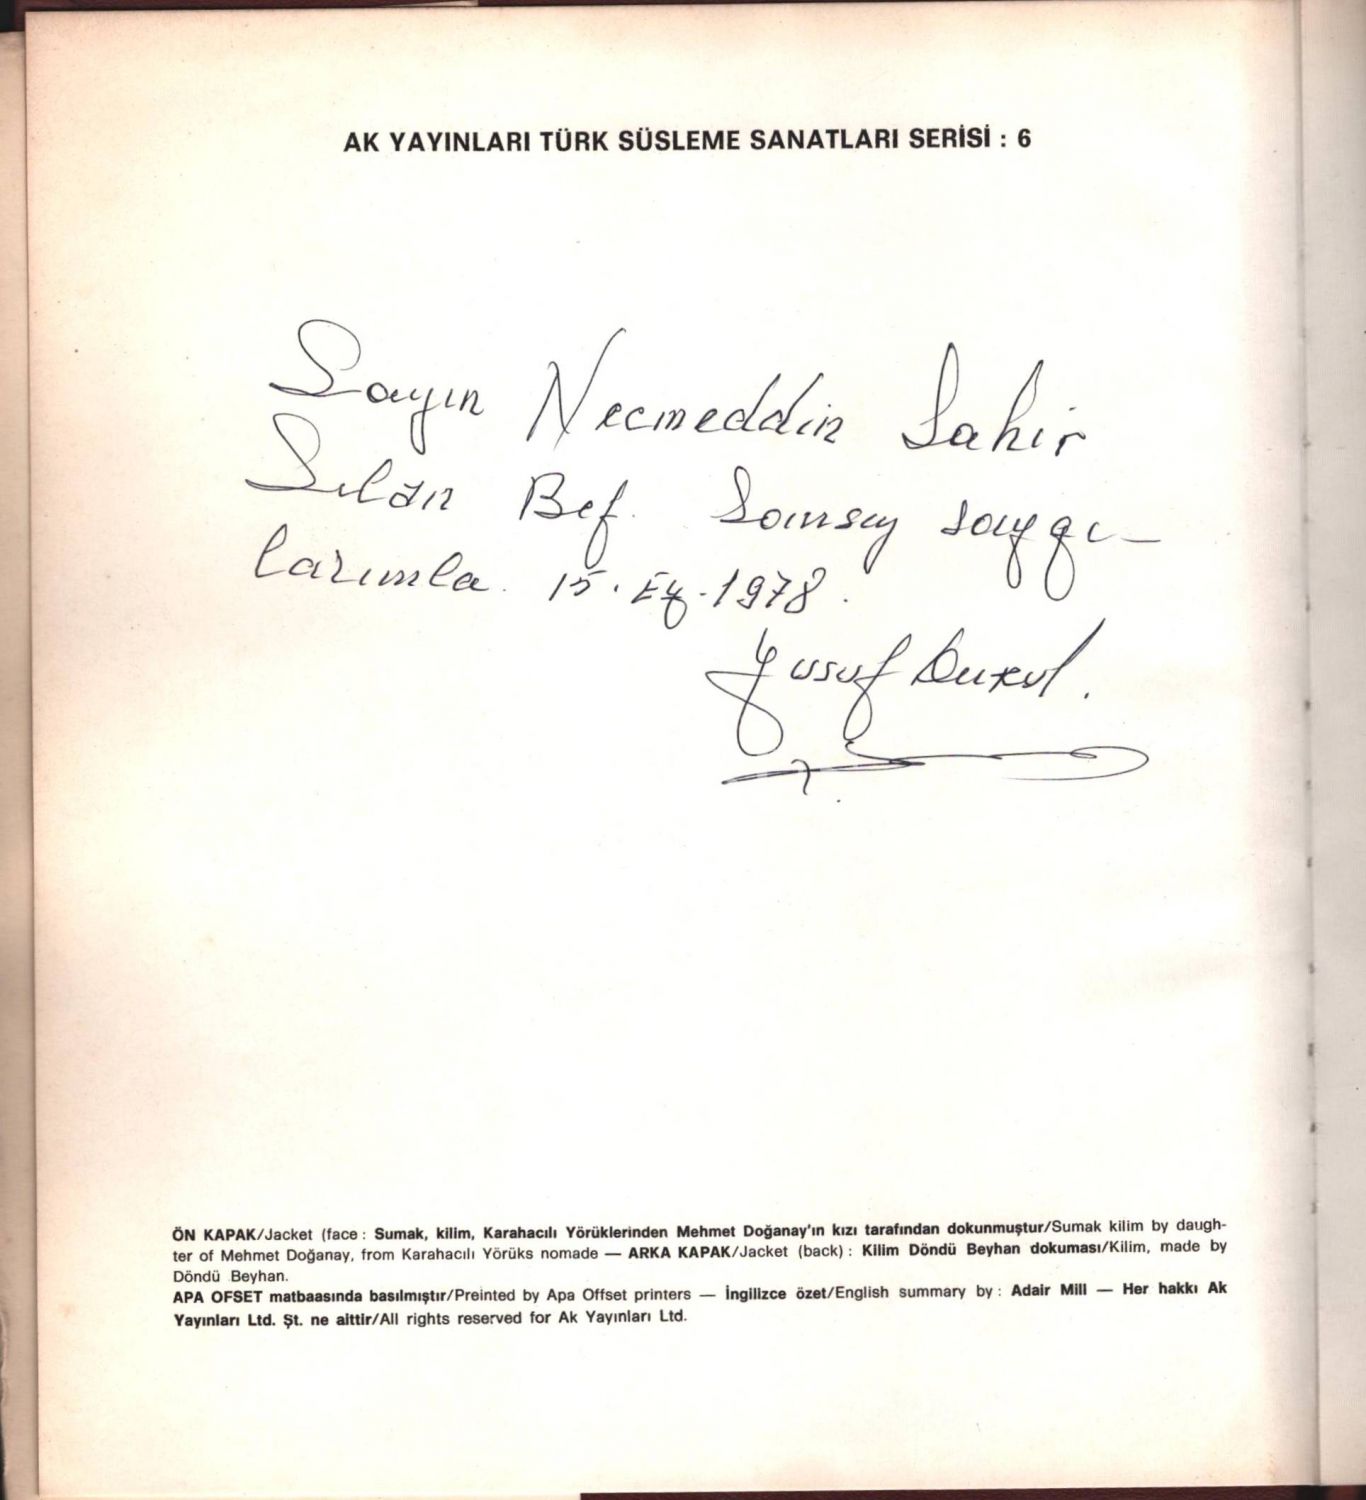 AK YAYINLARI TÜRK SÜSLEME SANATLARI SERİSİ : 6
Sayın Necmeddin Sahir
Sılan Bef. Somsuy saygı–
larımla. 15. Ey. 1978.
Yusuf Durul.
ÖN KAPAK/Jacket (face : Sumak, kilim, Karahacılı Yörüklerinden Mehmet Doğanay'ın kızı tarafından dokunmuştur/Sumak kilim by daugh-
ter of Mehmet Doğanay, from Karahacılı Yörüks nomade — ARKA KAPAK/Jacket (back) : Kilim Döndü Beyhan dokuması/Kilim, made by
Döndü Beyhan.
APA OFSET matbaasında basılmıştır/Preinted by Apa Offset printers — İngilizce özet/English summary by : Adair Mill — Her hakkı Ak
Yayınları Ltd. Şt. ne aittir/All rights reserved for Ak Yayınları Ltd.